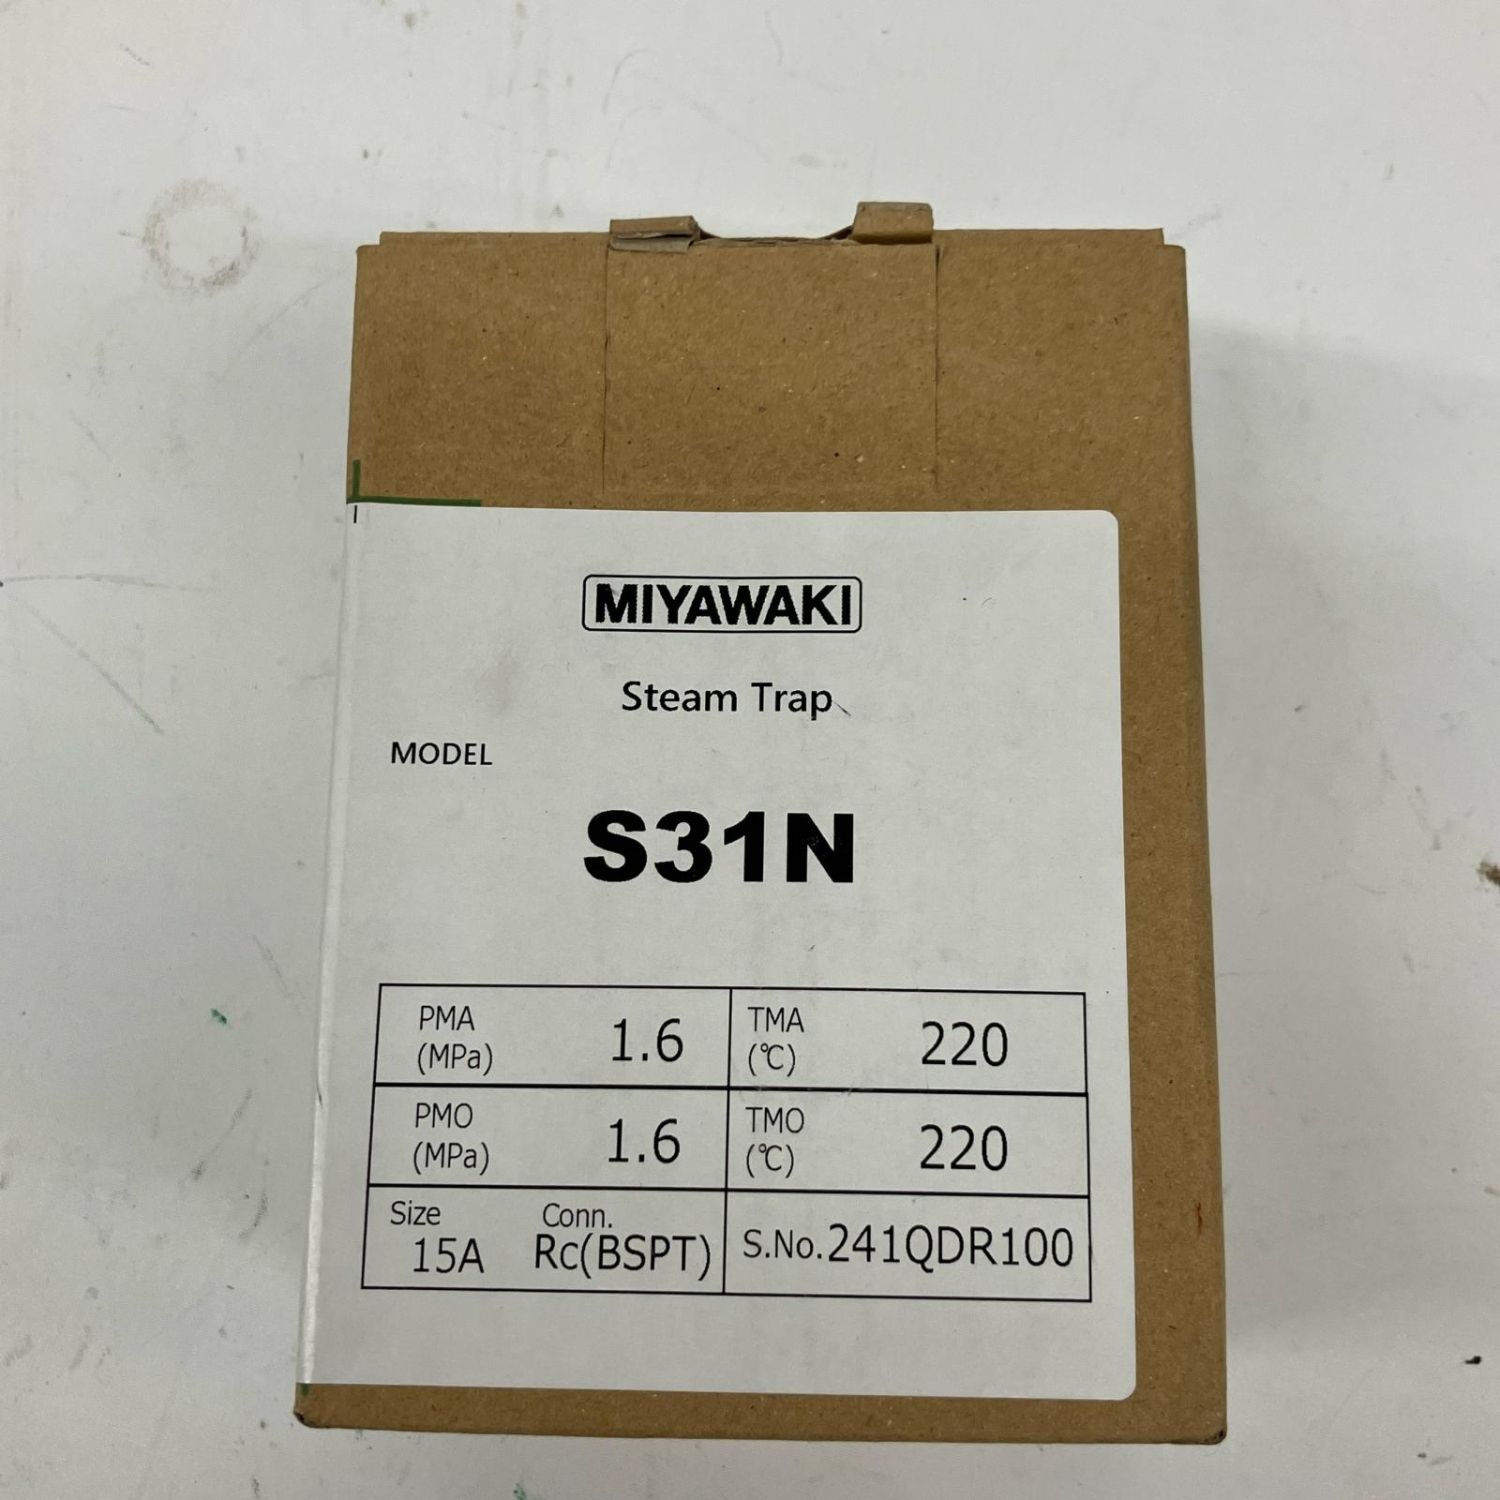 MIYAWAKI
Steam Trap
MODEL
S31N
PMA (MPa) 1.6 TMA (℃) 220
PMO (MPa) 1.6 TMO (℃) 220
Size Conn.
15A Rc(BSPT) S.No.241QDR100